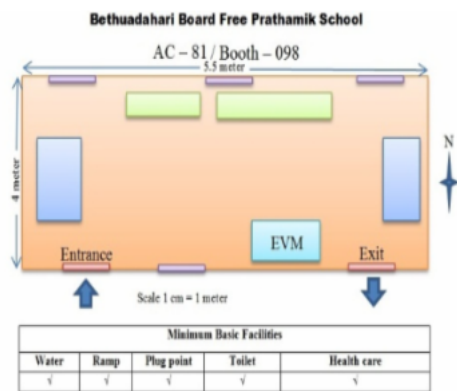 Bethuadahari Board Free Prathamik School
AC – 81/ Booth – 098
5.5 meter
4 meter
N
EVM
Entrance
Exit
Scale 1 cm = 1 meter
Minimum Basic Facilities
Water Ramp Plug point Toilet Health care
√ √ √ √ √